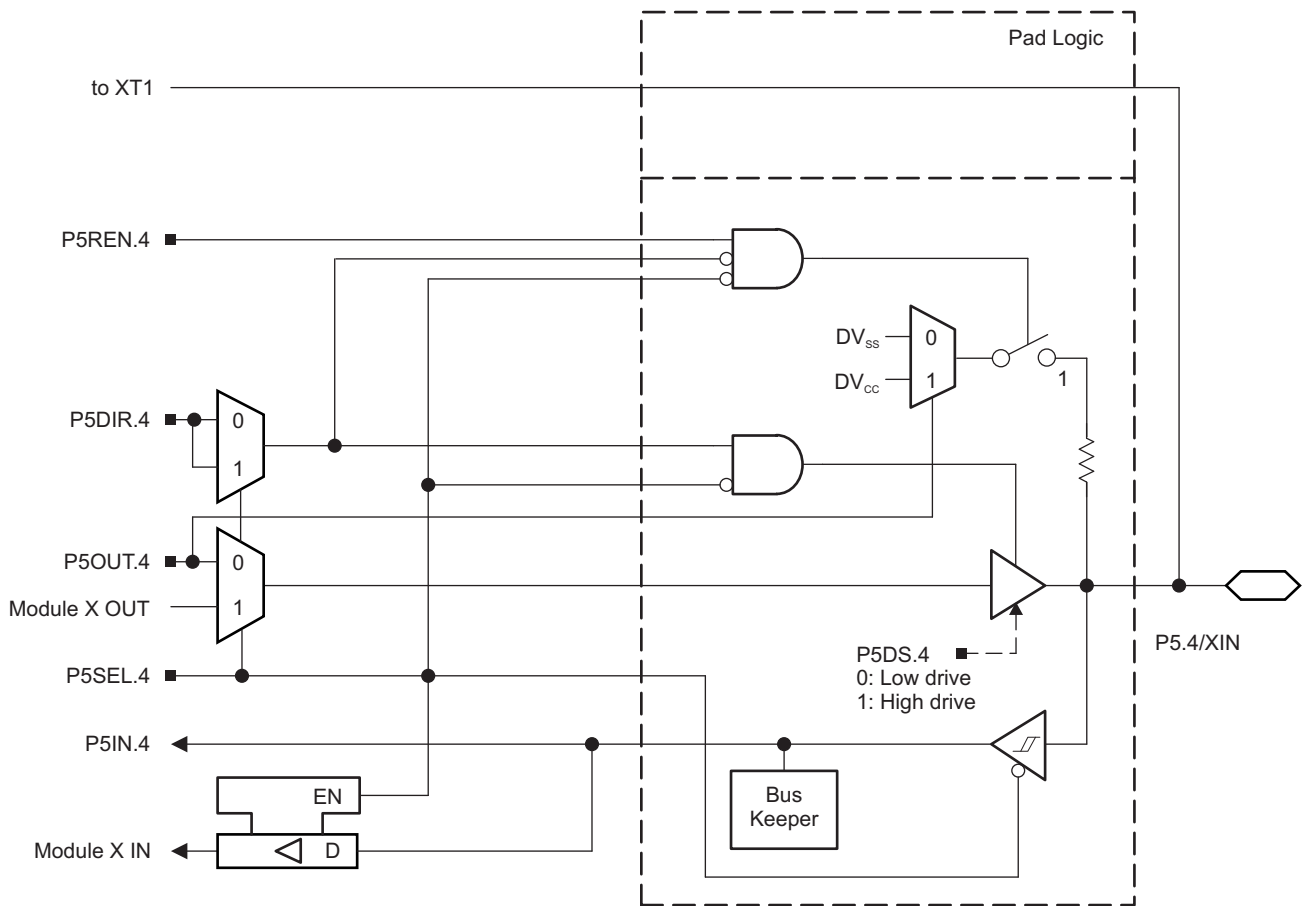 Pad Logic
to XT1
P5REN.4
DVSS
0
DVCC
1
1
P5DIR.4
0
1
P5OUT.4
0
Module X OUT
1
P5DS.4
0: Low drive
1: High drive
P5.4/XIN
P5SEL.4
P5IN.4
Bus
Keeper
EN
Module X IN
D